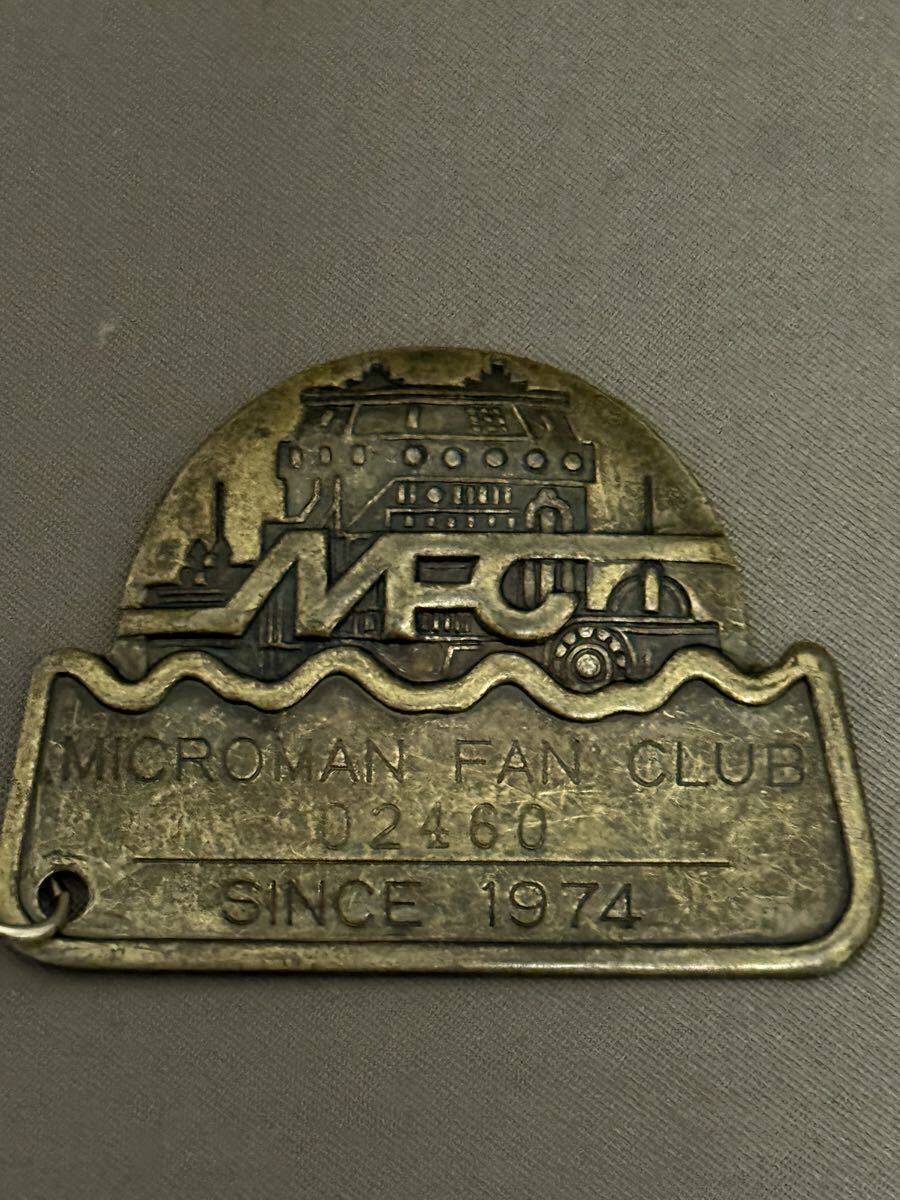 MFC
MICROMAN FAN CLUB
02460
SINCE 1974